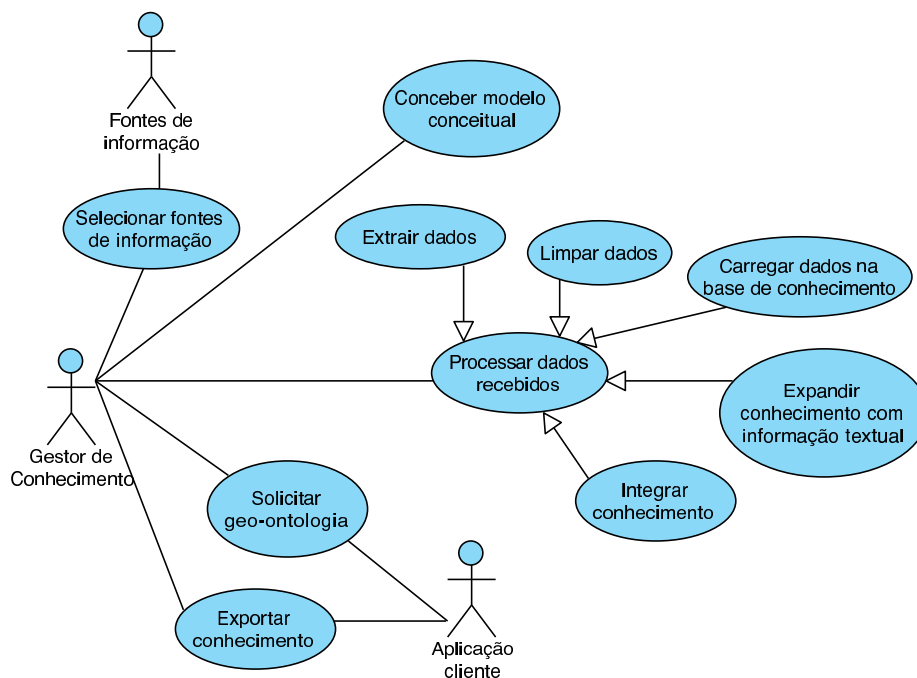 Fontes de
informação
Conceber modelo
conceitual
Selecionar fontes
de informação
Extrair dados
Limpar dados
Carregar dados na
base de conhecimento
Processar dados
recebidos
Expandir
conhecimento com
informação textual
Gestor de
Conhecimento
Integrar
conhecimento
Solicitar
geo-ontologia
Exportar
conhecimento
Aplicação
cliente